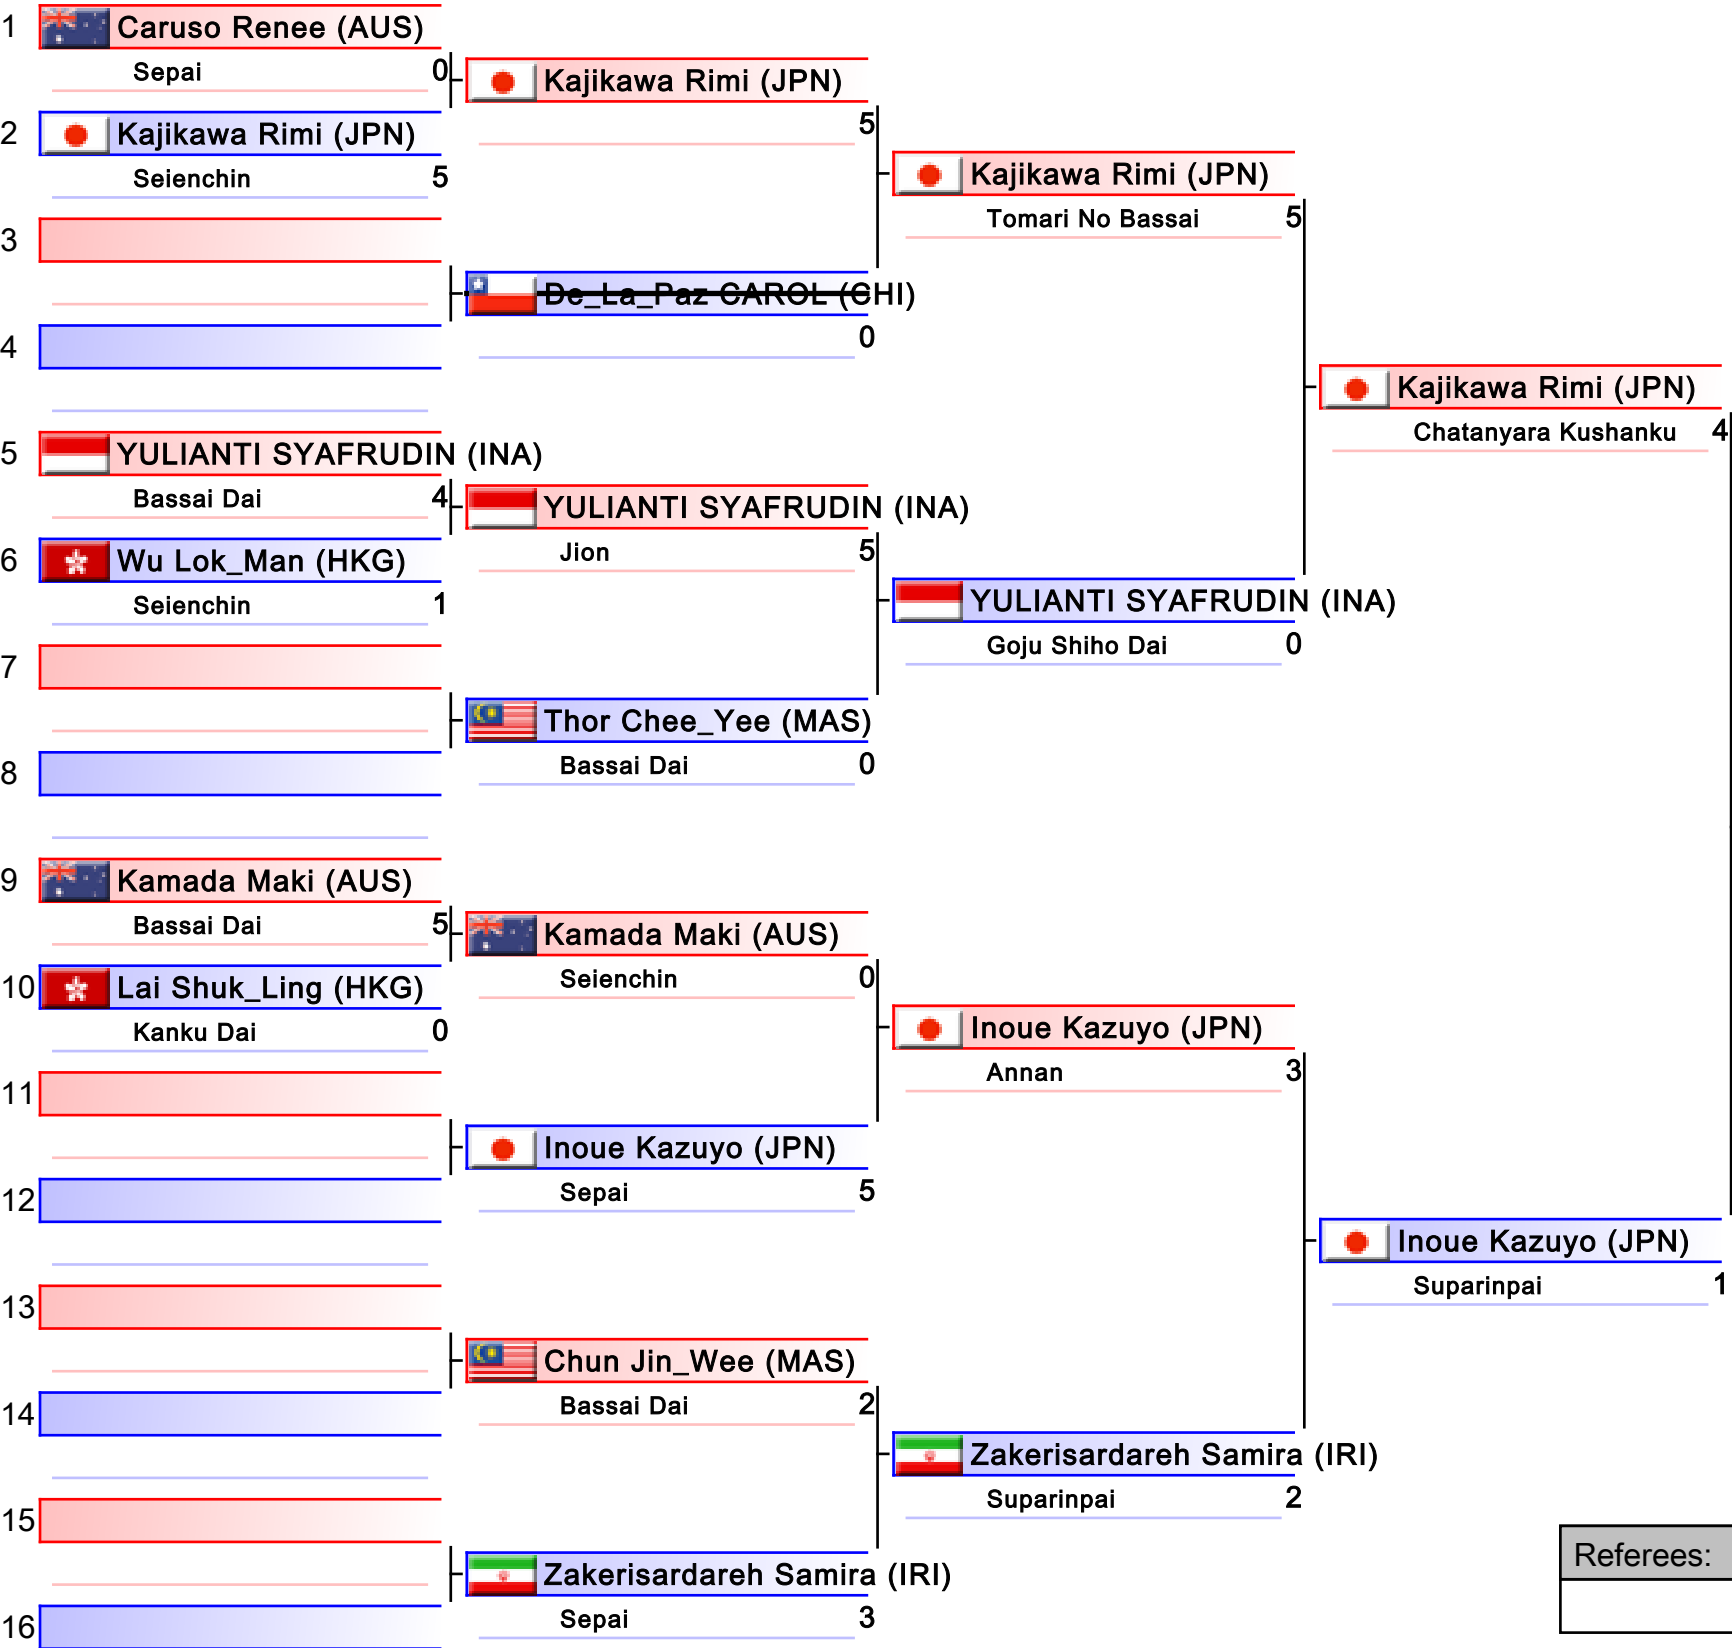 1
Caruso Renee (AUS)
Sepai 0
2
Kajikawa Rimi (JPN)
Seienchin 5
3
4
5
YULIANTI SYAFRUDIN (INA)
Bassai Dai 4
6
Wu Lok_Man (HKG)
Seienchin 1
7
8
9
Kamada Maki (AUS)
Bassai Dai 5
10
Lai Shuk_Ling (HKG)
Kanku Dai 0
11
12
13
14
15
16
Kajikawa Rimi (JPN)
5
De_La_Paz CAROL (CHI)
0
YULIANTI SYAFRUDIN (INA)
Jion 5
Thor Chee_Yee (MAS)
Bassai Dai 0
Kamada Maki (AUS)
Seienchin 0
Inoue Kazuyo (JPN)
Sepai 5
Chun Jin_Wee (MAS)
Bassai Dai 2
Zakerisardareh Samira (IRI)
Sepai 3
Kajikawa Rimi (JPN)
Tomari No Bassai 5
YULIANTI SYAFRUDIN (INA)
Goju Shiho Dai 0
Inoue Kazuyo (JPN)
Annan 3
Zakerisardareh Samira (IRI)
Suparinpai 2
Kajikawa Rimi (JPN)
Chatanyara Kushanku 4
Inoue Kazuyo (JPN)
Suparinpai 1
Referees: